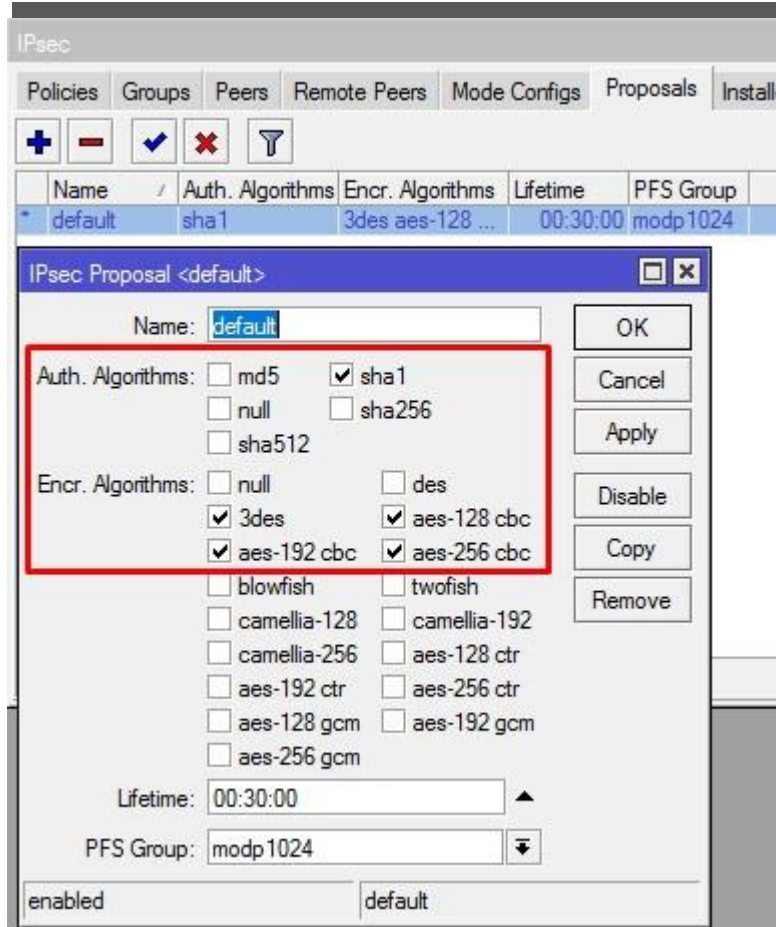 IPsec
Policies Groups Peers Remote Peers Mode Configs Proposals Install
Name / Auth. Algorithms Encr. Algorithms Lifetime PFS Group
* default sha1 3des aes-128 ... 00:30:00 modp1024
IPsec Proposal <default>
Name: default OK
Auth. Algorithms: md5 sha1 Cancel
null sha256
sha512 Apply
Encr. Algorithms: null des Disable
3des aes-128 cbc
aes-192 cbc aes-256 cbc Copy
blowfish twofish Remove
camellia-128 camellia-192
camellia-256 aes-128 ctr
aes-192 ctr aes-256 ctr
aes-128 gcm aes-192 gcm
aes-256 gcm
Lifetime: 00:30:00
PFS Group: modp1024
enabled default